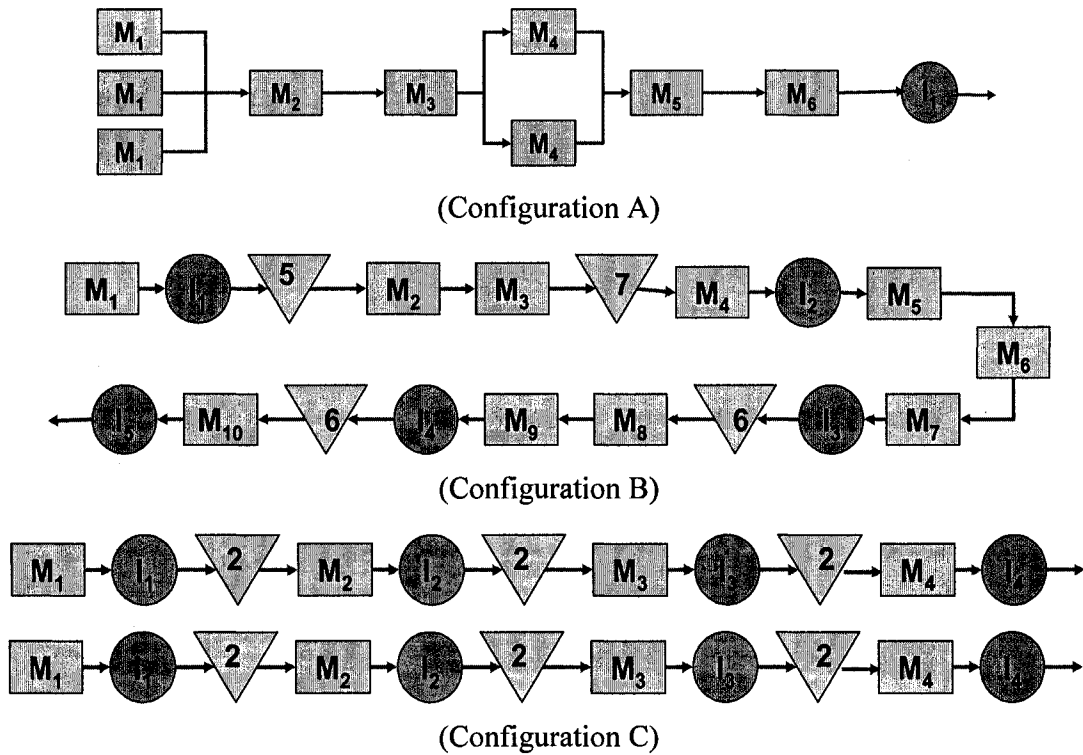 M₁ M₄
M₁ M₂ M₃ M₅ M₆ I₁
M₁ M₄
(Configuration A)
M₁ I₁ 5 M₂ M₃ 7 M₄ I₂ M₅
M₆
I₅ M₁₀ 6 I₄ M₉ M₈ 6 I₃ M₇
(Configuration B)
M₁ I₁ 2 M₂ I₂ 2 M₃ I₃ 2 M₄ I₄
M₁ I₁ 2 M₂ I₂ 2 M₃ I₃ 2 M₄ I₄
(Configuration C)